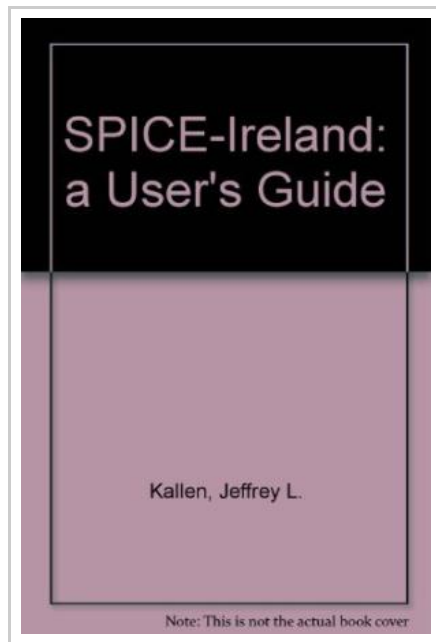 SPICE-Ireland:
a User's Guide
Kallen, Jeffrey L.
Note: This is not the actual book cover